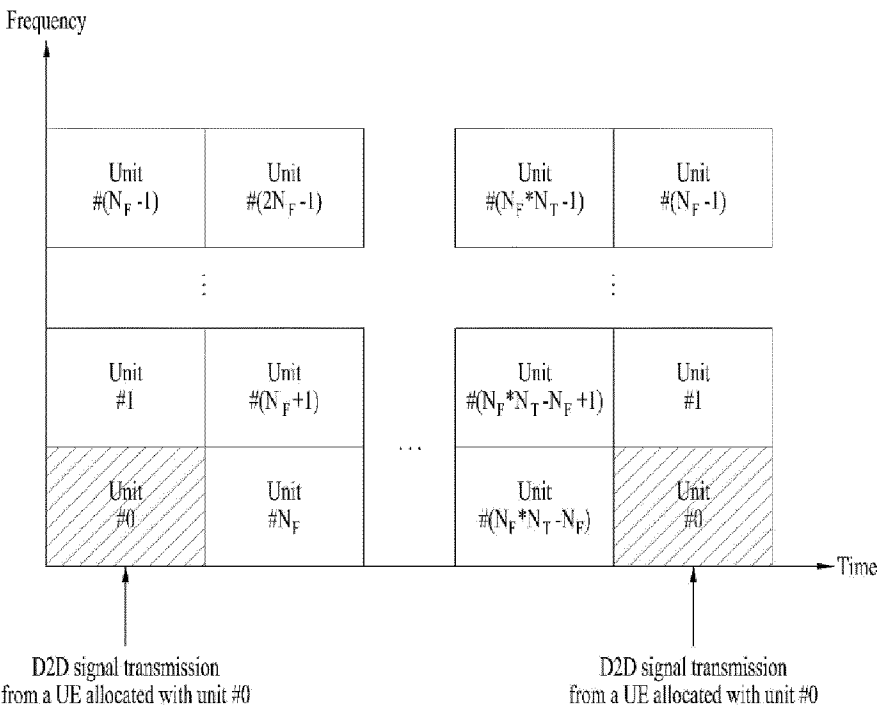 Frequency
Unit
#(N_F -1)
Unit
#(2N_F -1)
Unit
#(N_F*N_T -1)
Unit
#(N_F -1)
⋮
⋮
Unit
#1
Unit
#(N_F +1)
Unit
#(N_F*N_T -N_F +1)
Unit
#1
...
Unit
#0
Unit
#N_F
Unit
#(N_F*N_T -N_F)
Unit
#0
Time
D2D signal transmission
from a UE allocated with unit #0
D2D signal transmission
from a UE allocated with unit #0